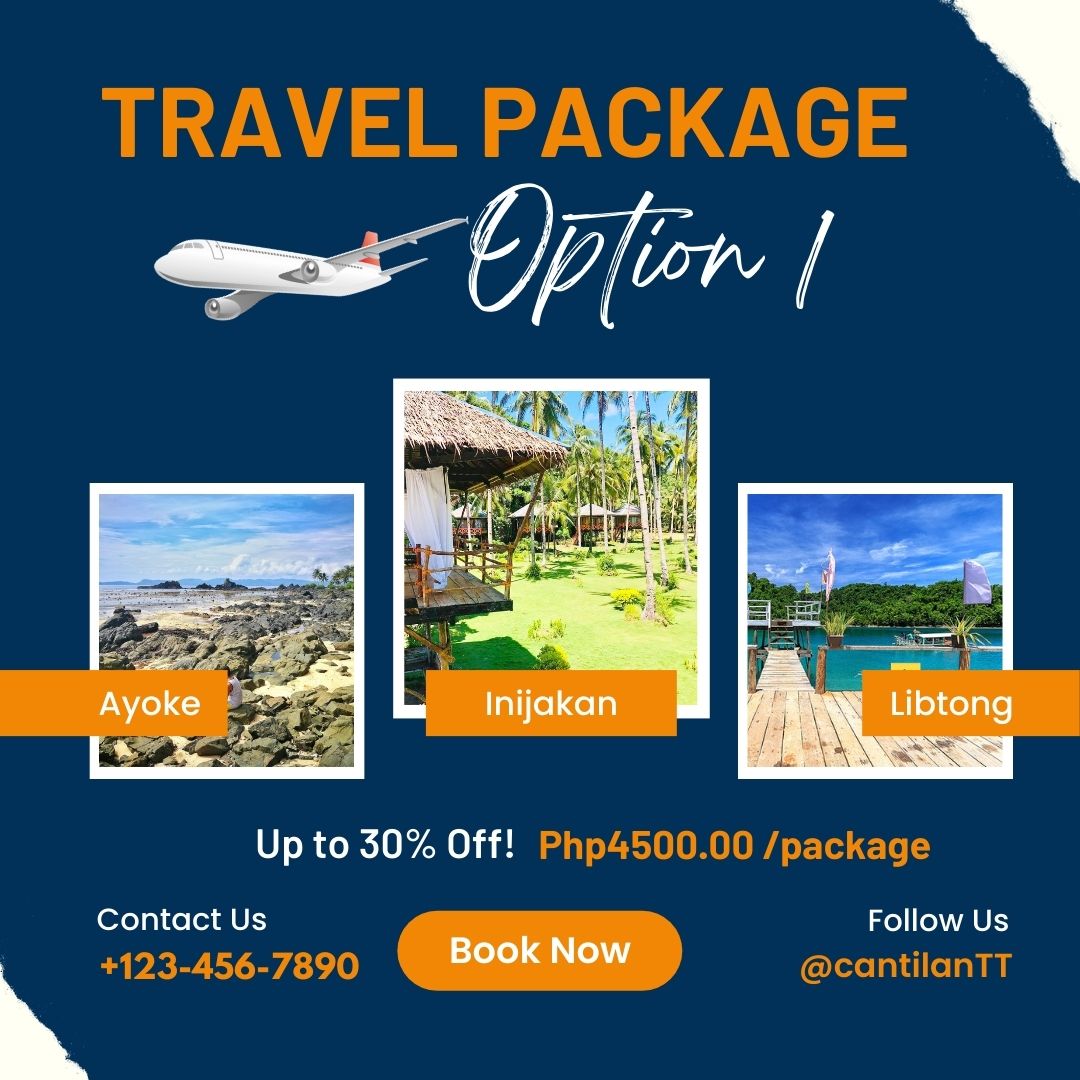 TRAVEL PACKAGE
Option 1
Ayoke
Inijakan
Libtong
Up to 30% Off! Php4500.00 /package
Contact Us
+123-456-7890
Book Now
Follow Us
@cantilanTT